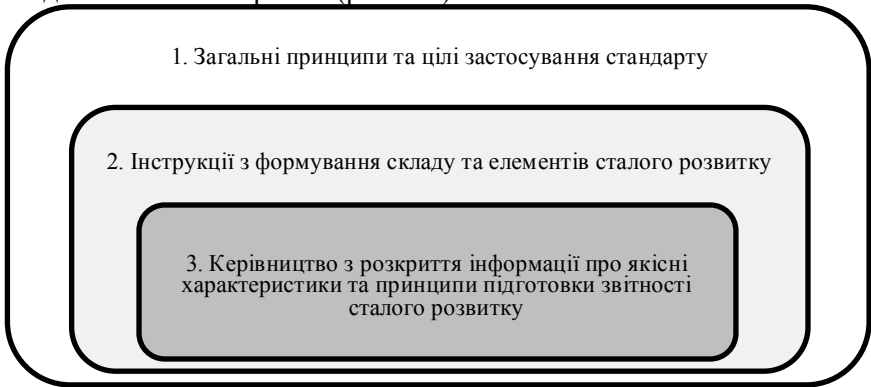 1. Загальні принципи та цілі застосування стандарту
2. Інструкції з формування складу та елементів сталого розвитку
3. Керівництво з розкриття інформації про якісні
характеристики та принципи підготовки звітності
сталого розвитку